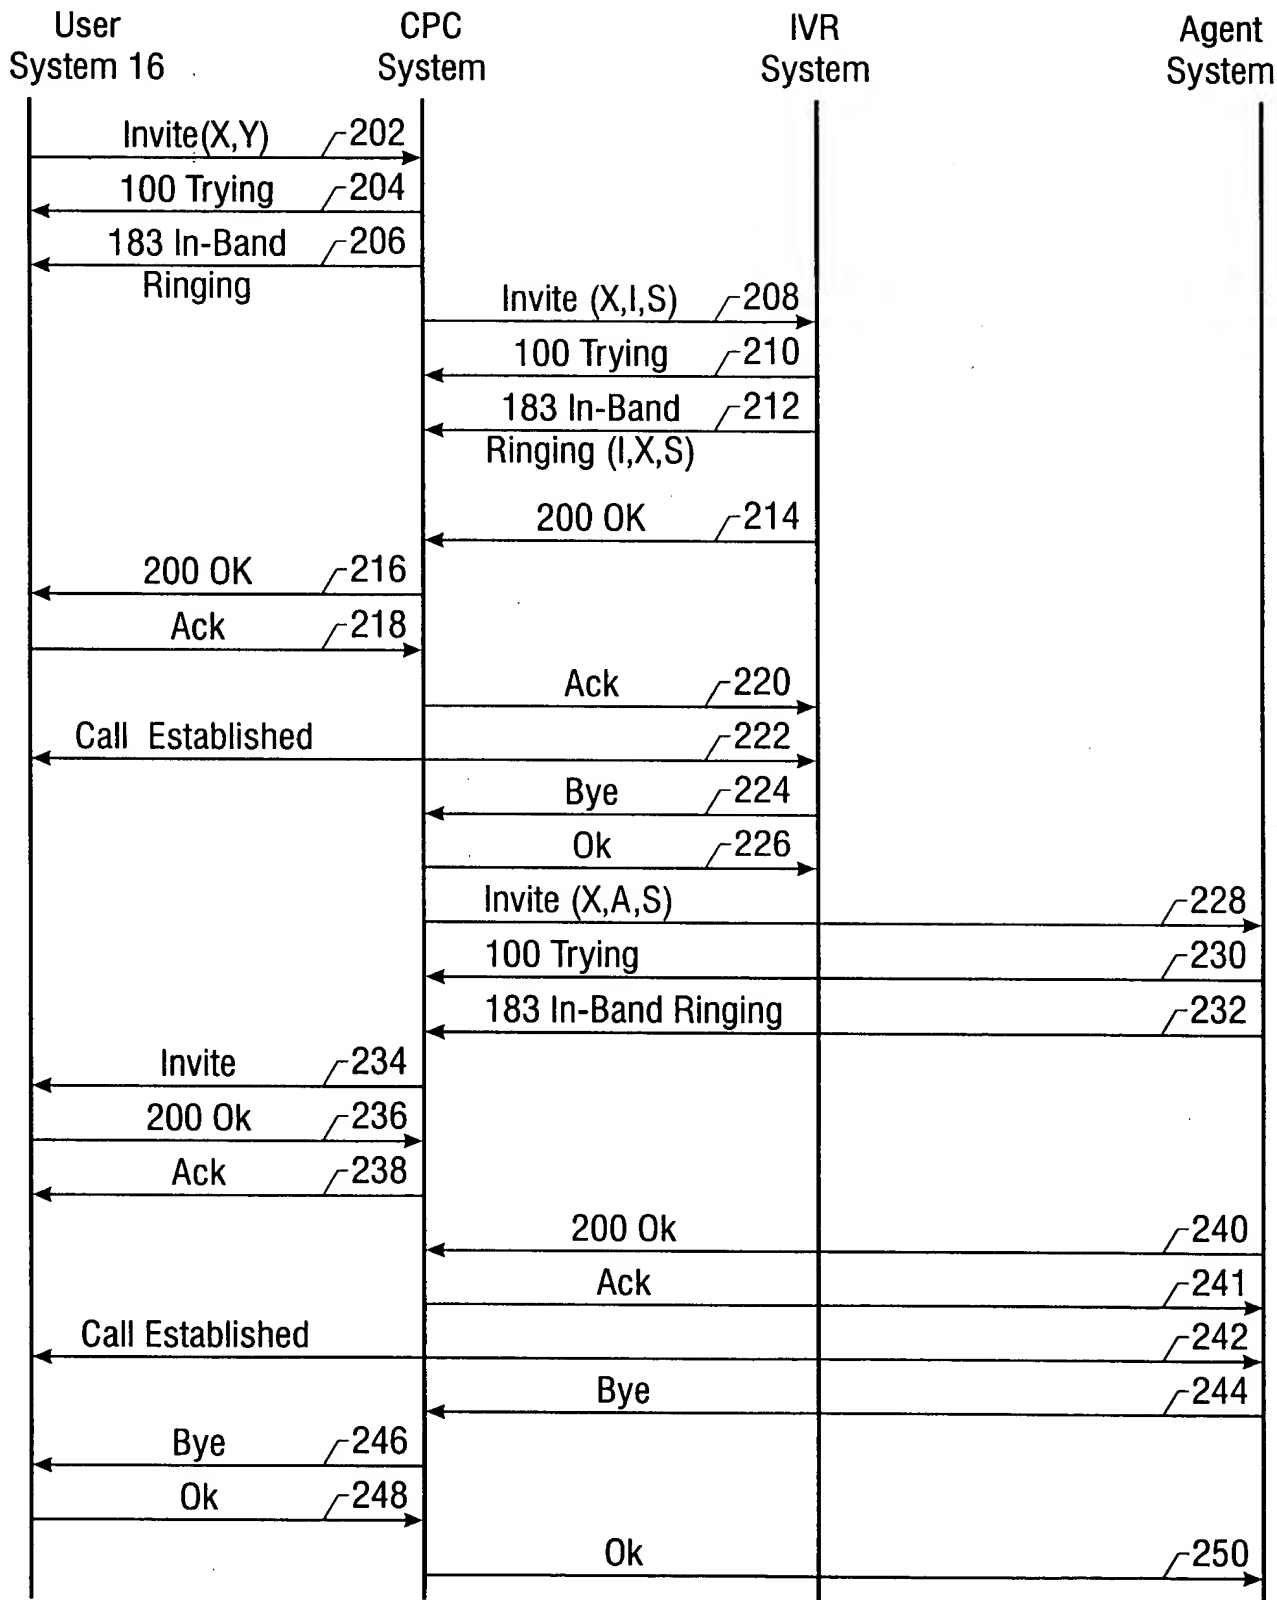 User
System 16
CPC
System
IVR
System
Agent
System
Invite(X,Y) 202
100 Trying 204
183 In-Band 206
Ringing
Invite (X,I,S) 208
100 Trying 210
183 In-Band 212
Ringing (I,X,S)
200 OK 214
200 OK 216
Ack 218
Ack 220
Call Established 222
Bye 224
Ok 226
Invite (X,A,S) 228
100 Trying 230
183 In-Band Ringing 232
Invite 234
200 Ok 236
Ack 238
200 Ok 240
Ack 241
Call Established 242
Bye 244
Bye 246
Ok 248
Ok 250